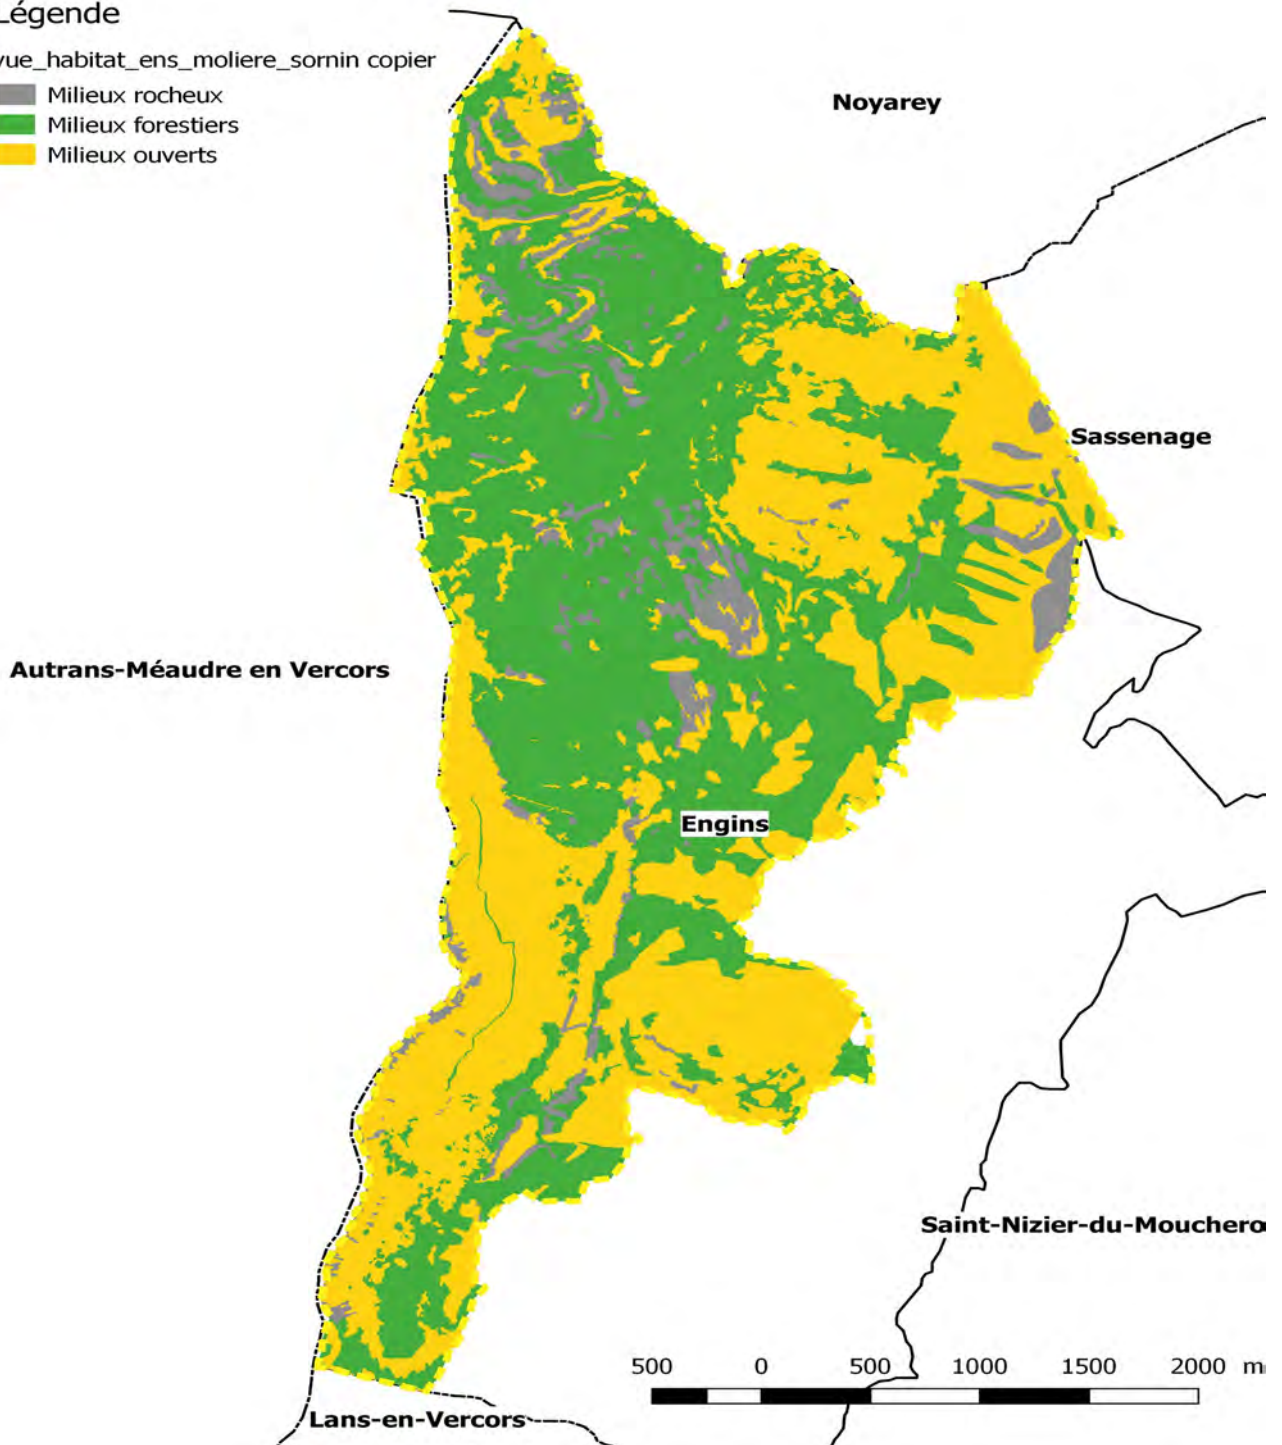 Légende
vue_habitat_ens_moliere_sornin copier
Milieux rocheux
Milieux forestiers
Milieux ouverts
Noyarey
Sassenage
Autrans-Méaudre en Vercors
Engins
Saint-Nizier-du-Mouchero
500 0 500 1000 1500 2000 m
Lans-en-Vercors